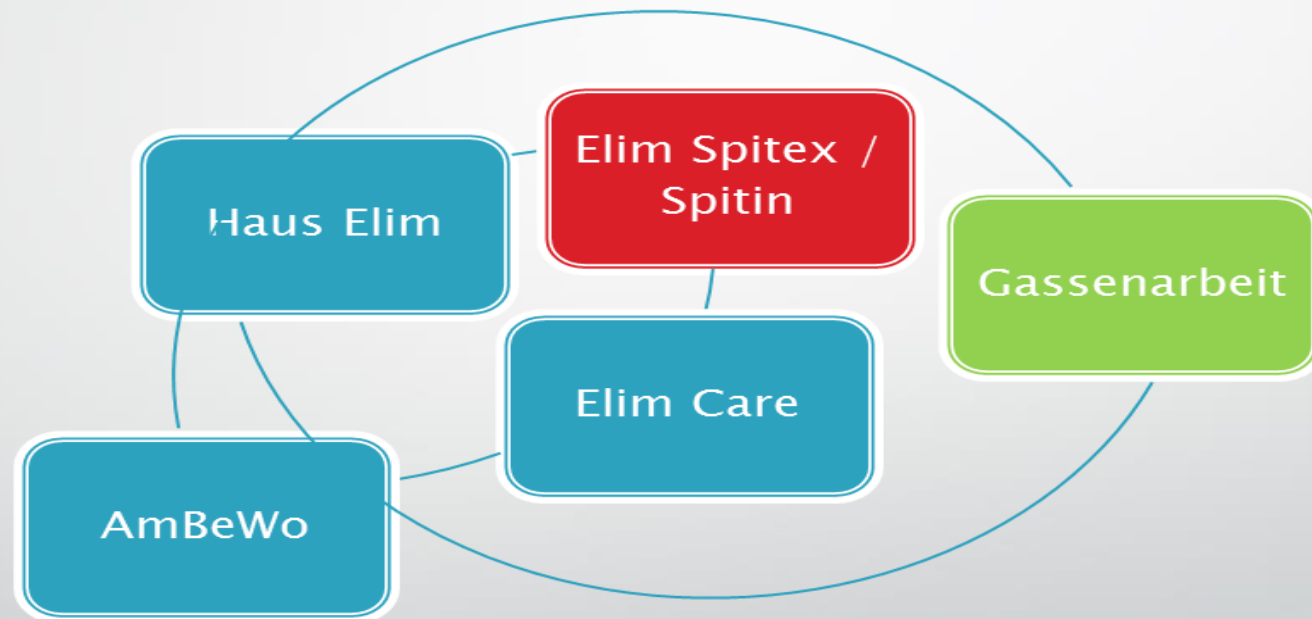 Haus Elim
Elim Spitex /
Spitin
Gassenarbeit
Elim Care
AmBeWo